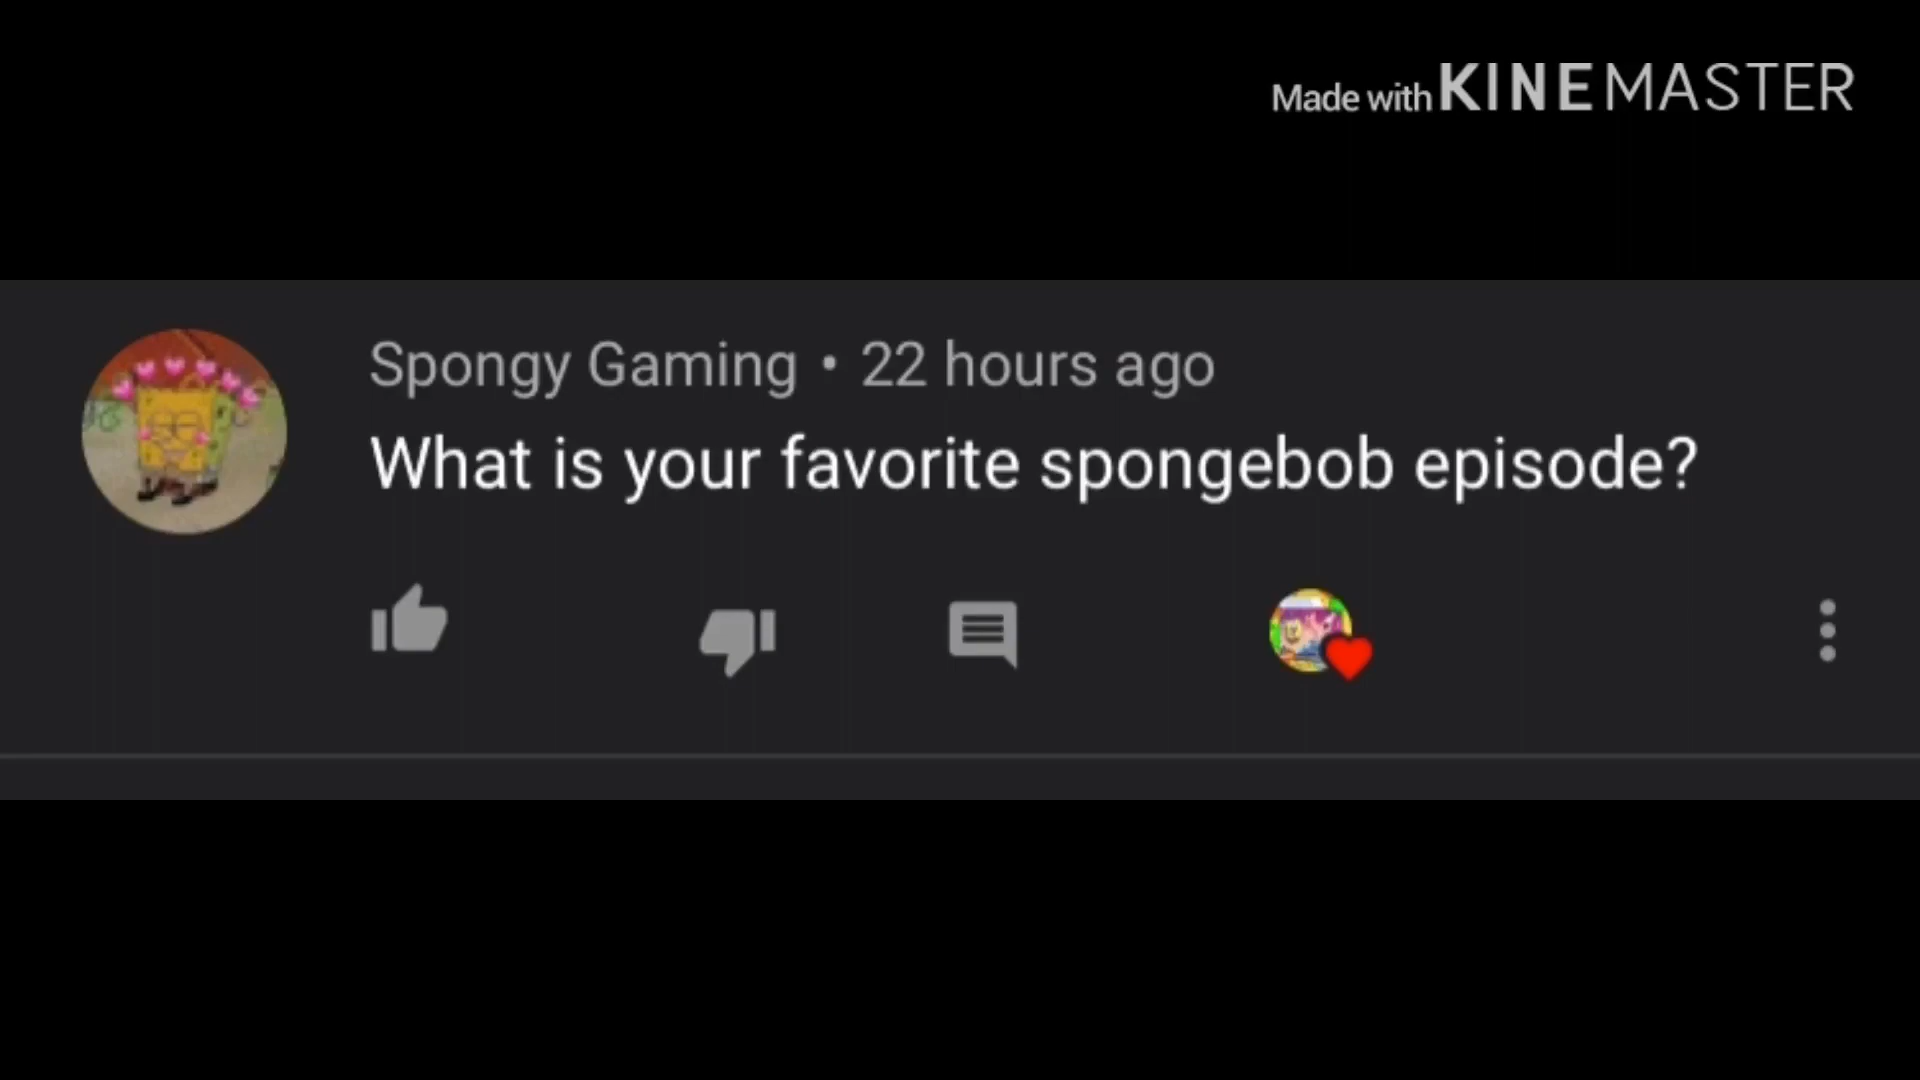 Made with KINEMASTER
Spongy Gaming • 22 hours ago
What is your favorite spongebob episode?